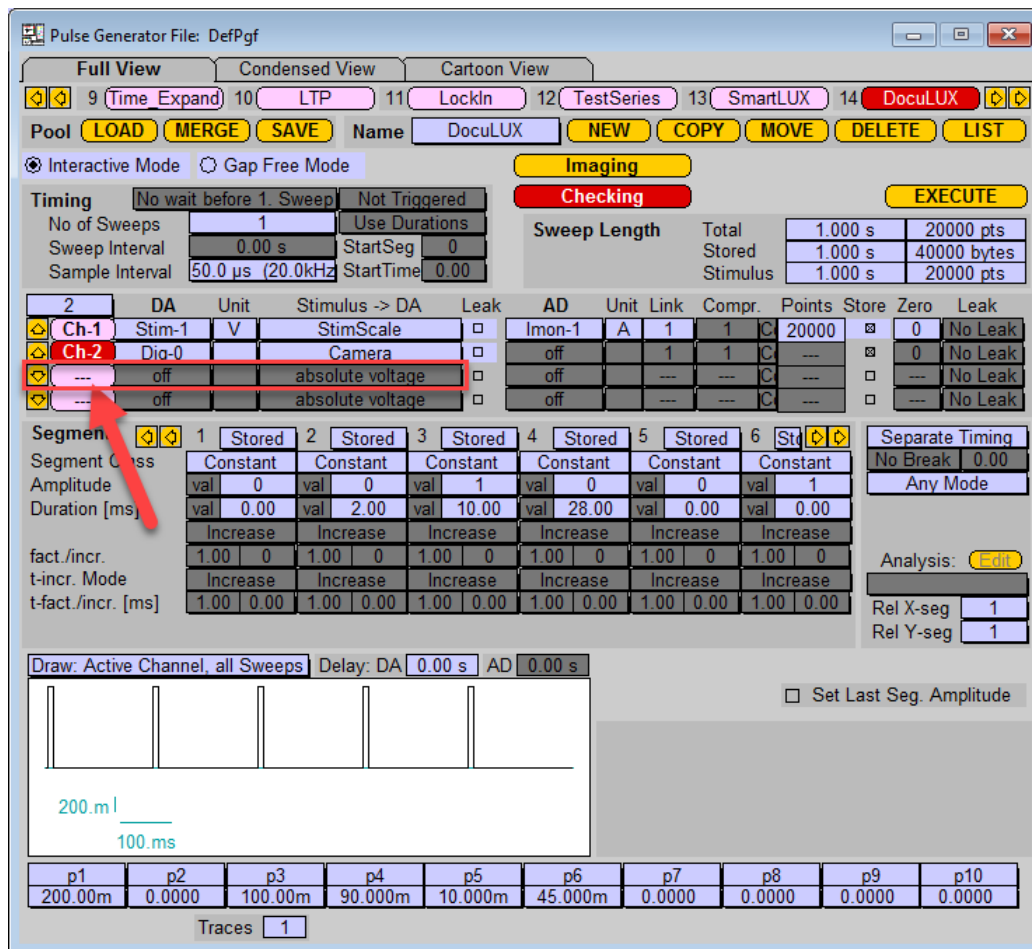 Pulse Generator File: DefPgf
Full View Condensed View Cartoon View
9 Time_Expand 10 LTP 11 LockIn 12 TestSeries 13 SmartLUX 14 DocuLUX
Pool LOAD MERGE SAVE Name DocuLUX NEW COPY MOVE DELETE LIST
Interactive Mode Gap Free Mode Imaging
Timing No wait before 1. Sweep Not Triggered Checking EXECUTE
No of Sweeps 1 Use Durations Sweep Length Total 1.000 s 20000 pts
Sweep Interval 0.00 s StartSeg 0 Stored 1.000 s 40000 bytes
Sample Interval 50.0 µs (20.0kHz StartTime 0.00 Stimulus 1.000 s 20000 pts
2 DA Unit Stimulus -> DA Leak AD Unit Link Compr. Points Store Zero Leak
Ch-1 Stim-1 V StimScale Imon-1 A 1 1 C 20000 0 No Leak
Ch-2 Dig-0 Camera off 1 1 C --- 0 No Leak
--- off absolute voltage off --- --- C --- --- No Leak
--- off absolute voltage off --- --- C --- --- No Leak
Segmen 1 Stored 2 Stored 3 Stored 4 Stored 5 Stored 6 Sto Separate Timing
Segment C ss Constant Constant Constant Constant Constant Constant No Break 0.00
Amplitude val 0 val 0 val 1 val 0 val 0 val 1 Any Mode
Duration [ms] val 0.00 val 2.00 val 10.00 val 28.00 val 0.00 val 0.00
Increase Increase Increase Increase Increase Increase
fact./incr. 1.00 0 1.00 0 1.00 0 1.00 0 1.00 0 1.00 0 Analysis: Edit
t-incr. Mode Increase Increase Increase Increase Increase Increase
t-fact./incr. [ms] 1.00 0.00 1.00 0.00 1.00 0.00 1.00 0.00 1.00 0.00 1.00 0.00 Rel X-seg 1
Rel Y-seg 1
Draw: Active Channel, all Sweeps Delay: DA 0.00 s AD 0.00 s
Set Last Seg. Amplitude
200.m
100.ms
p1 p2 p3 p4 p5 p6 p7 p8 p9 p10
200.00m 0.0000 100.00m 90.000m 10.000m 45.000m 0.0000 0.0000 0.0000 0.0000
Traces 1